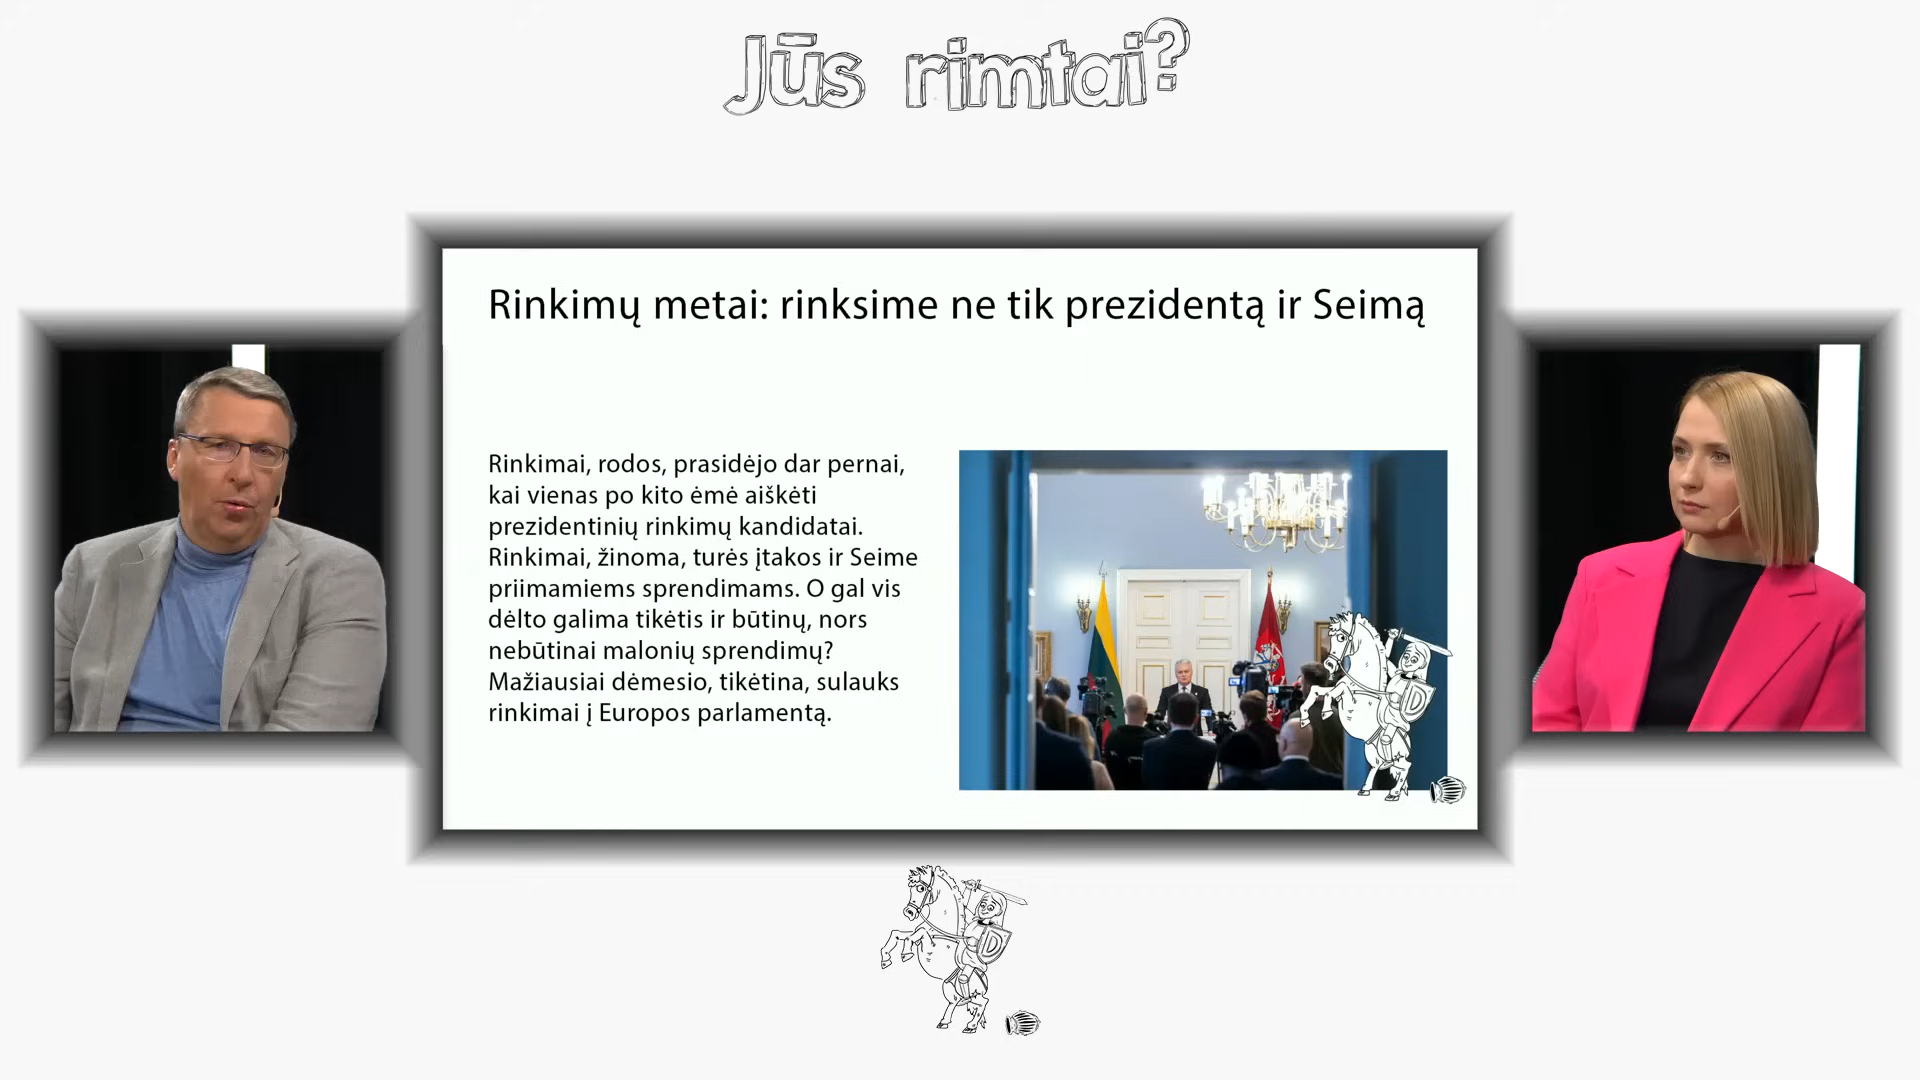 Jūs rimtai?
Rinkimų metai: rinksime ne tik prezidentą ir Seimą
Rinkimai, rodos, prasidėjo dar pernai,
kai vienas po kito ėmė aiškėti
prezidentinių rinkimų kandidatai.
Rinkimai, žinoma, turės įtakos ir Seime
priimamiems sprendimams. O gal vis
dėlto galima tikėtis ir būtinų, nors
nebūtinai malonių sprendimų?
Mažiausiai dėmesio, tikėtina, sulauks
rinkimai į Europos parlamentą.
D
D